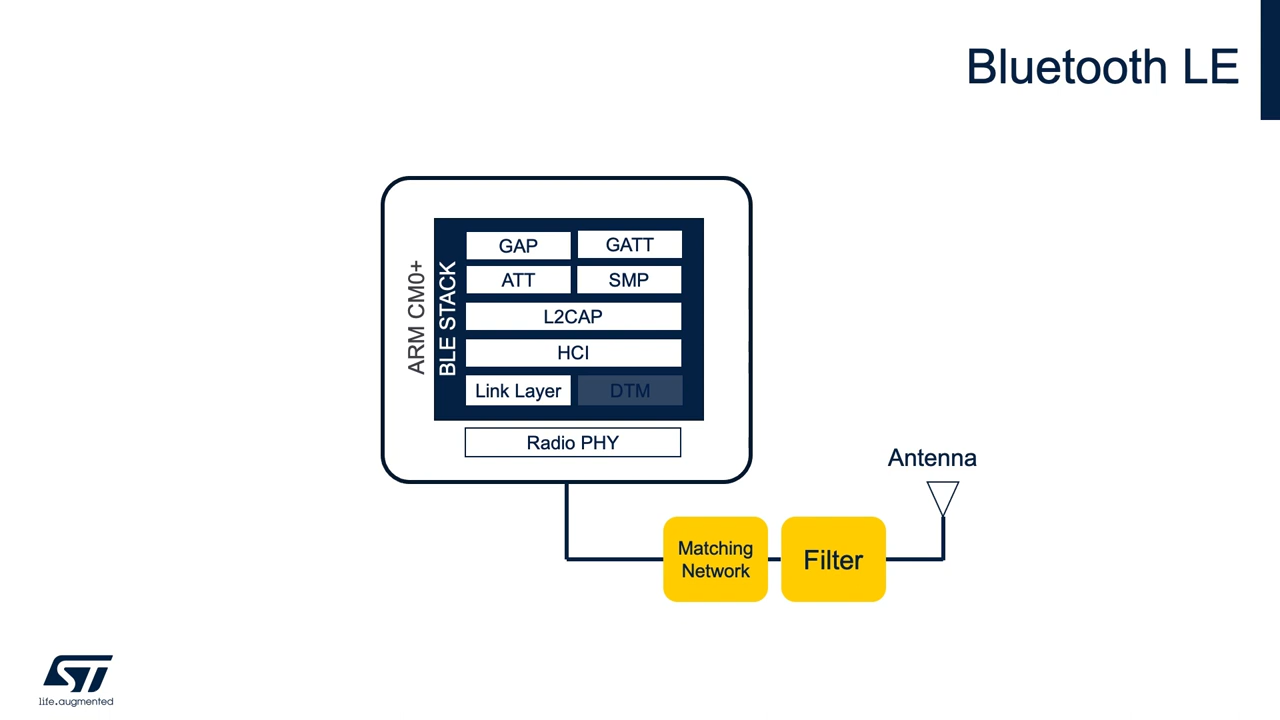 Bluetooth LE
ARM CM0+
BLE STACK
GAP
GATT
ATT
SMP
L2CAP
HCI
Link Layer
DTM
Radio PHY
Antenna
Matching
Network
Filter
ST
life.augmented